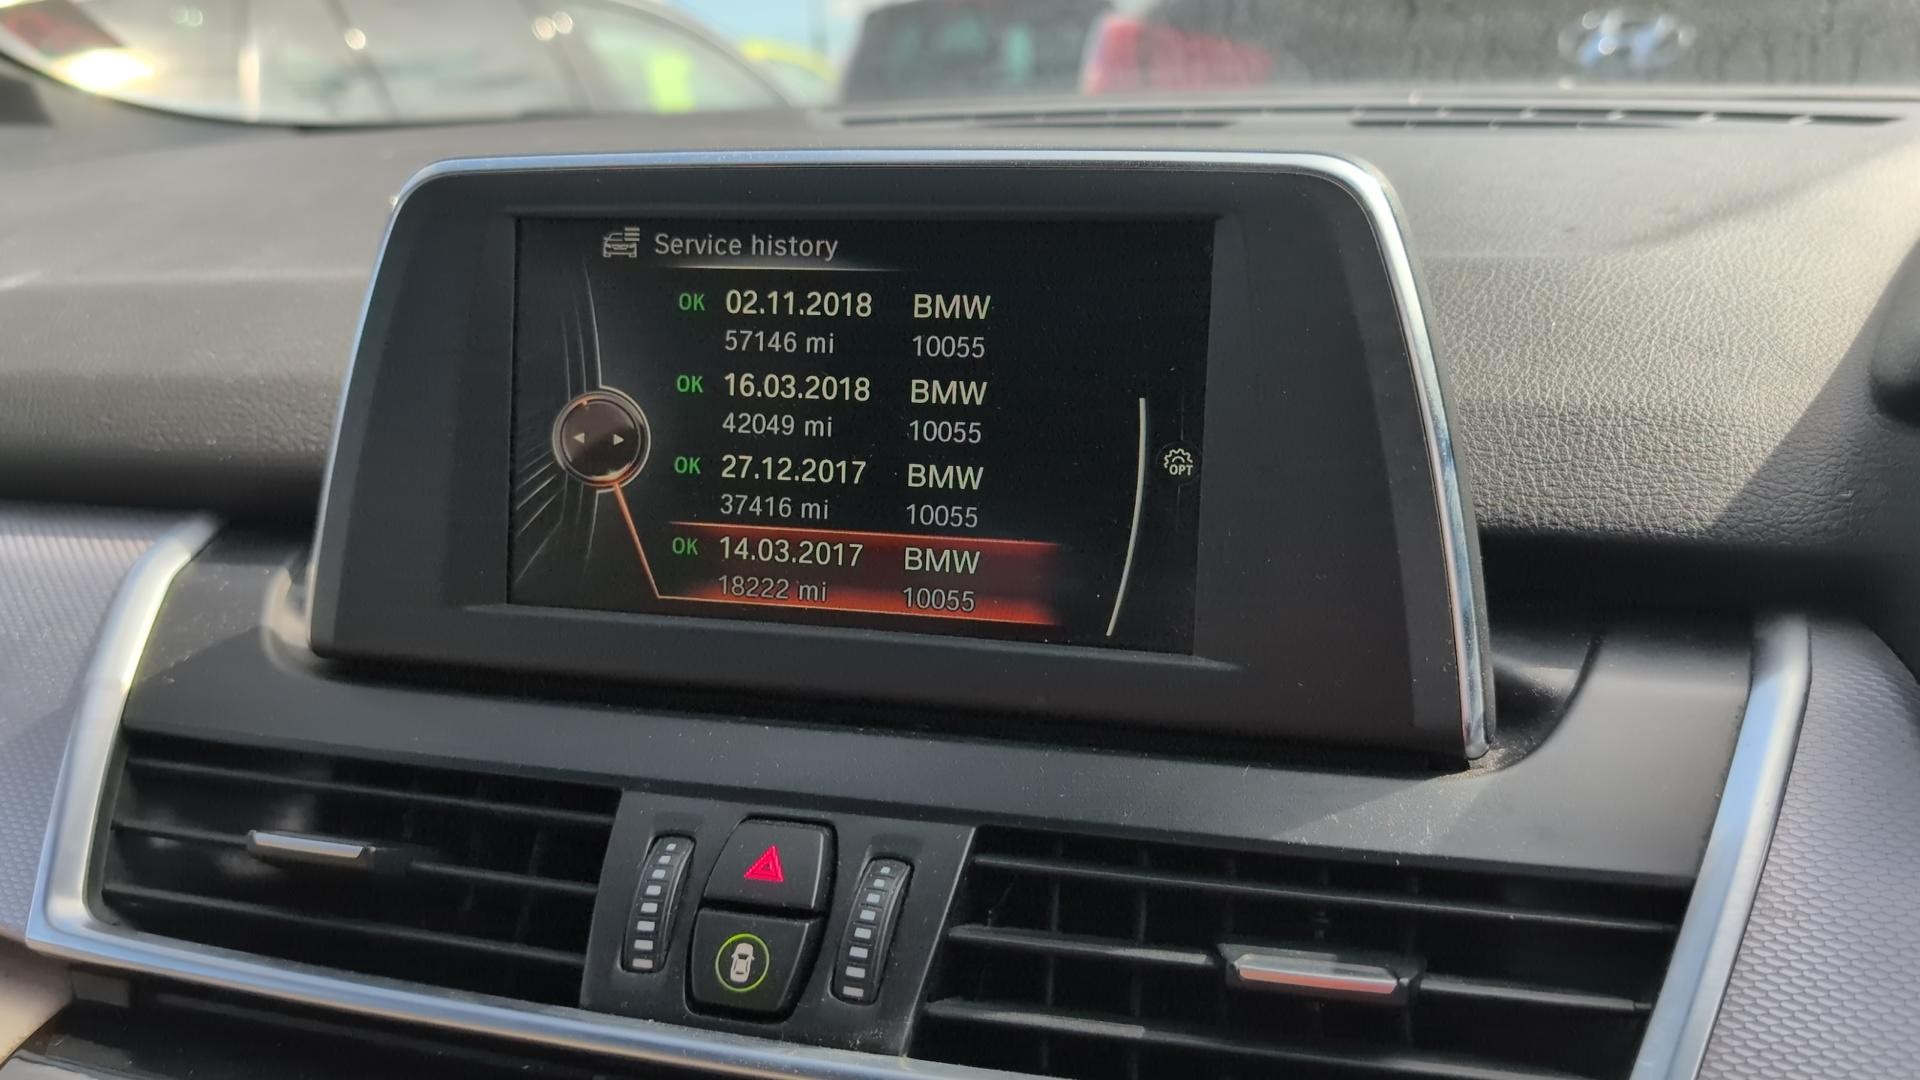 Service history
OK 02.11.2018 BMW
57146 mi 10055
OK 16.03.2018 BMW
42049 mi 10055
OK 27.12.2017 BMW
37416 mi 10055
OK 14.03.2017 BMW
18222 mi 10055
OPT